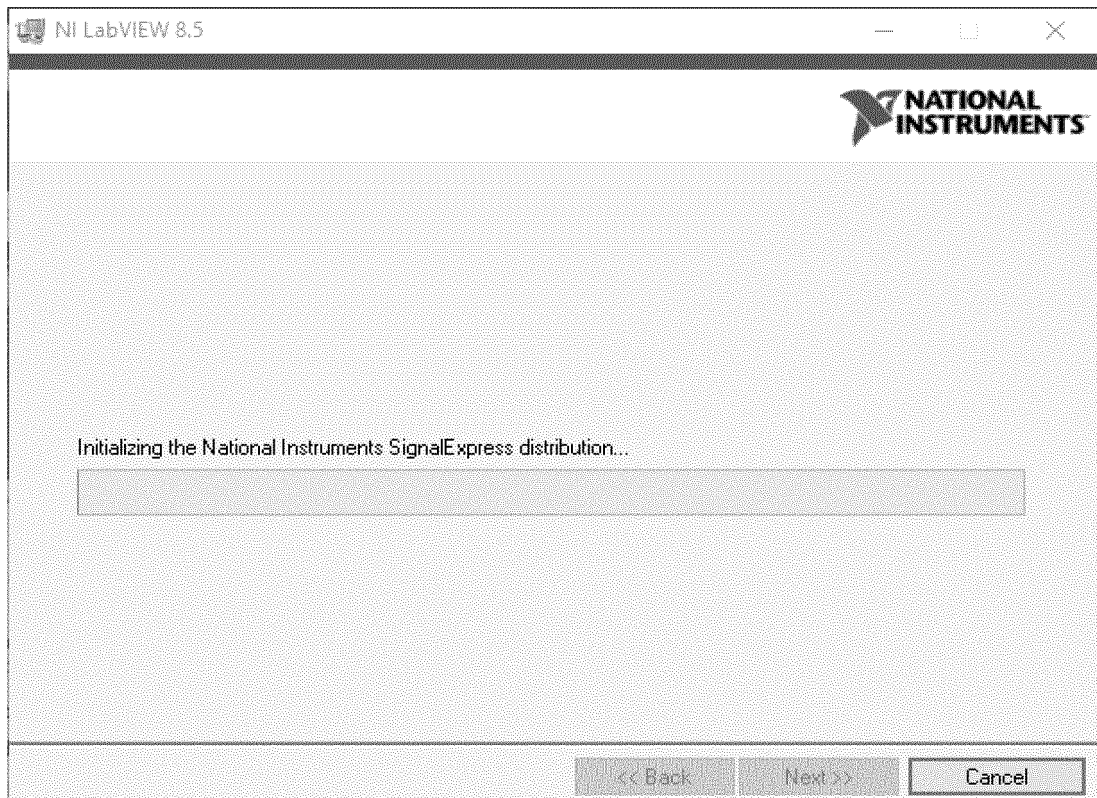 NI LabVIEW 8.5
NATIONAL
INSTRUMENTS
Initializing the National Instruments SignalExpress distribution...
<< Back
Next >>
Cancel